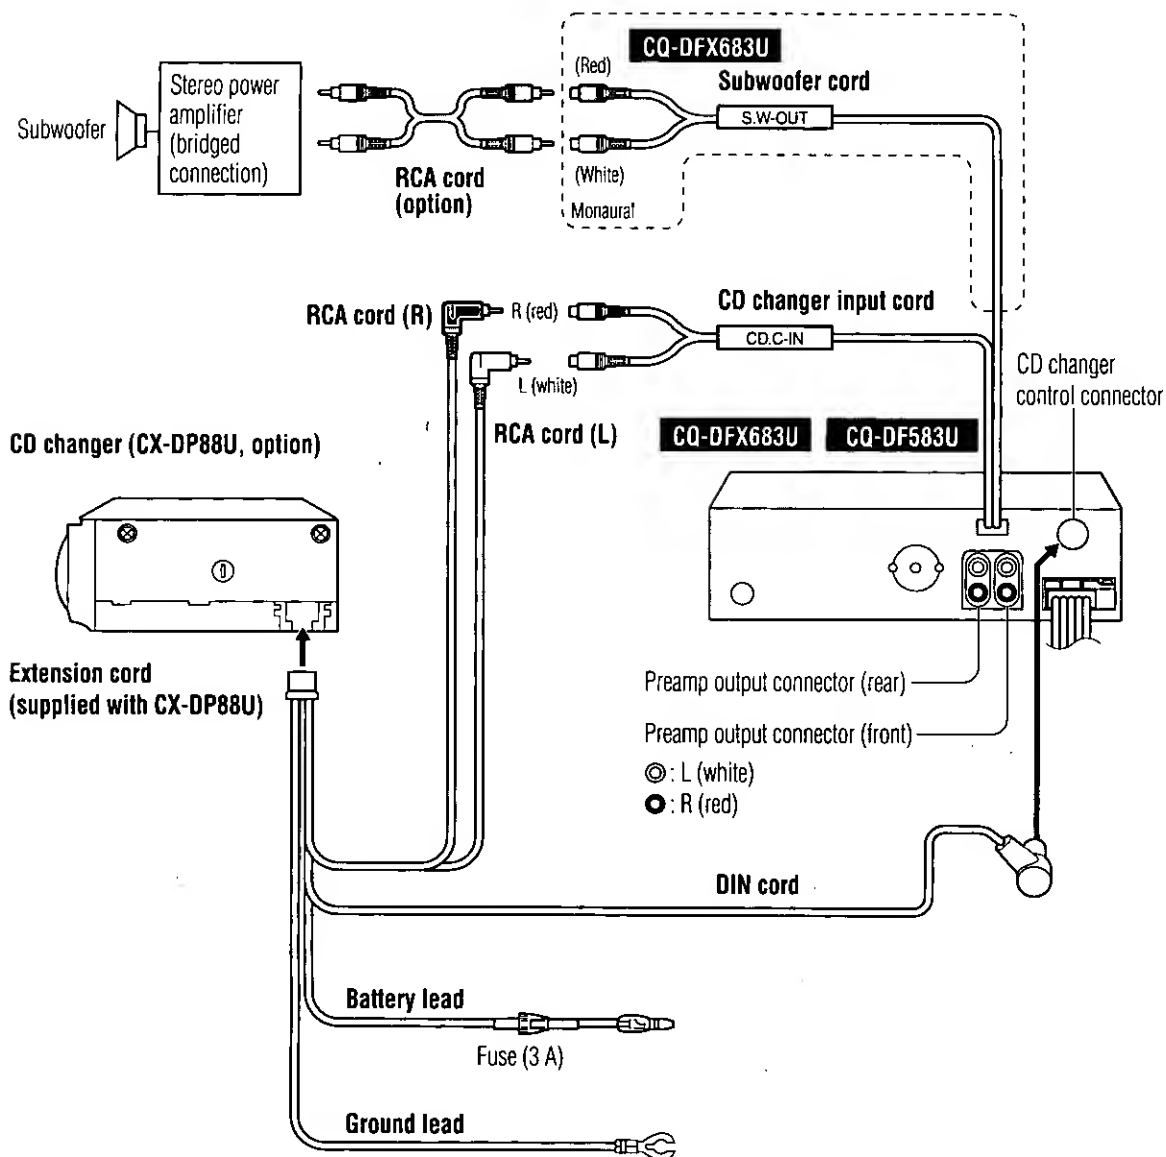 CQ-DFX683U
(Red)
Subwoofer cord
S.W-OUT
(White)
Monaural
Subwoofer
Stereo power
amplifier
(bridged
connection)
RCA cord
(option)
RCA cord (R)
R (red)
CD changer input cord
CD.C-IN
L (white)
RCA cord (L)
CD changer
control connector
CQ-DFX683U
CQ-DF583U
CD changer (CX-DP88U, option)
Extension cord
(supplied with CX-DP88U)
Preamp output connector (rear)
Preamp output connector (front)
: L (white)
: R (red)
DIN cord
Battery lead
Fuse (3 A)
Ground lead